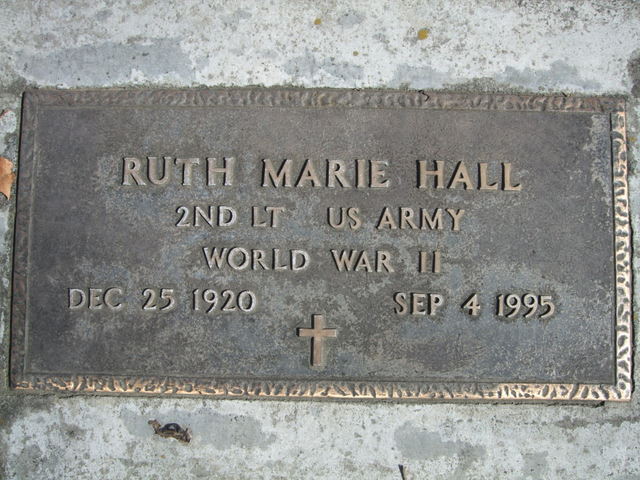 RUTH MARIE HALL
2ND LT US ARMY
WORLD WAR II
DEC 25 1920 SEP 4 1995